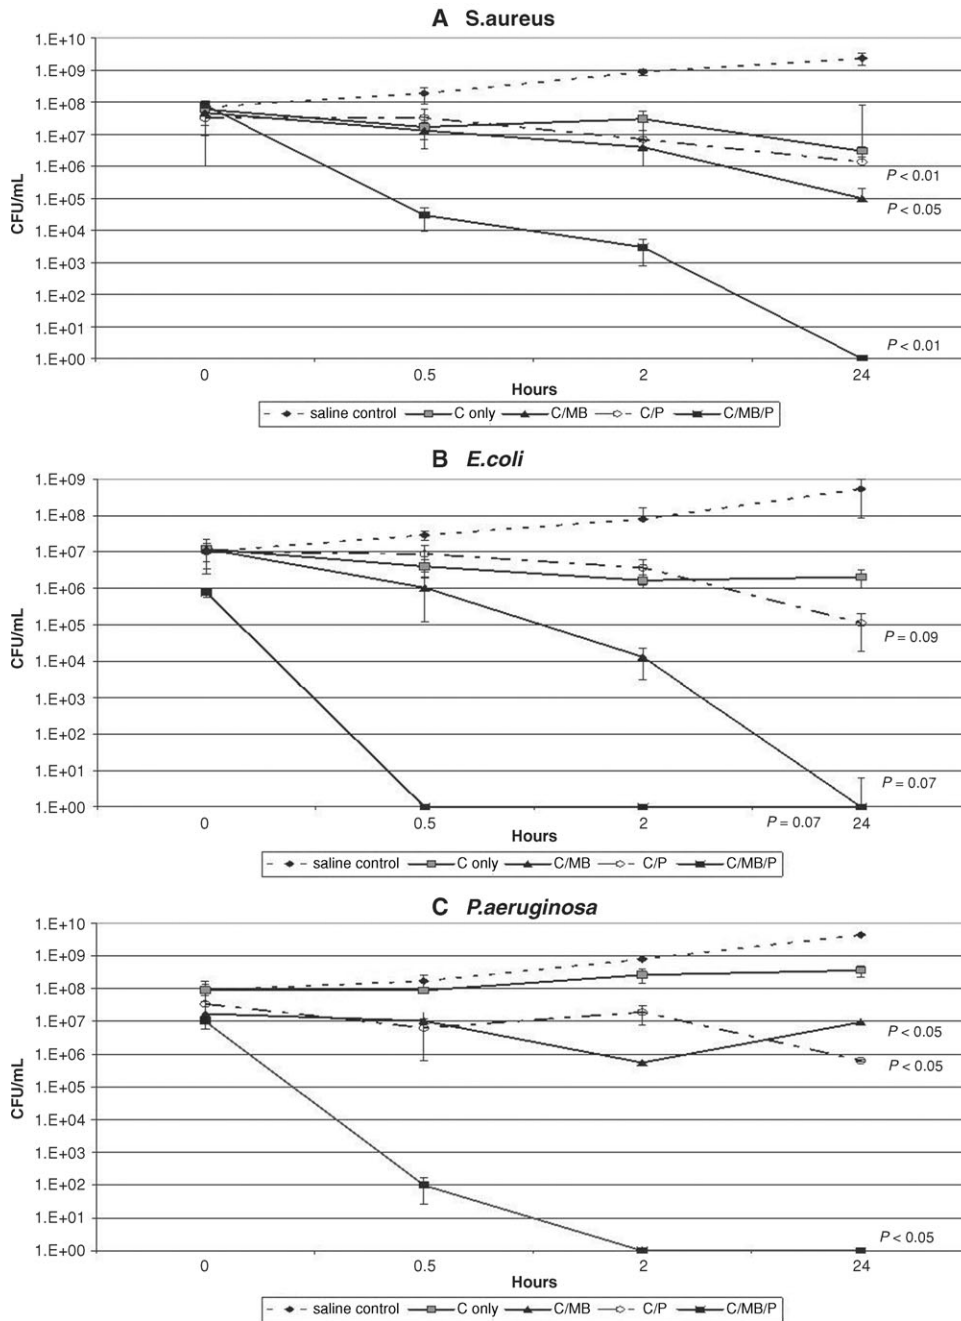 A S.aureus
1.E+10
1.E+09
1.E+08
1.E+07
1.E+06
1.E+05
1.E+04
1.E+03
1.E+02
1.E+01
1.E+00
CFU/mL
P < 0.01
P < 0.05
P < 0.01
0 0.5 2 24
Hours
saline control C only C/MB C/P C/MB/P
B E.coli
1.E+09
1.E+08
1.E+07
1.E+06
1.E+05
1.E+04
1.E+03
1.E+02
1.E+01
1.E+00
CFU/mL
P = 0.09
P = 0.07
P = 0.07
0 0.5 2 24
Hours
saline control C only C/MB C/P C/MB/P
C P.aeruginosa
1.E+10
1.E+09
1.E+08
1.E+07
1.E+06
1.E+05
1.E+04
1.E+03
1.E+02
1.E+01
1.E+00
CFU/mL
P < 0.05
P < 0.05
P < 0.05
0 0.5 2 24
Hours
saline control C only C/MB C/P C/MB/P